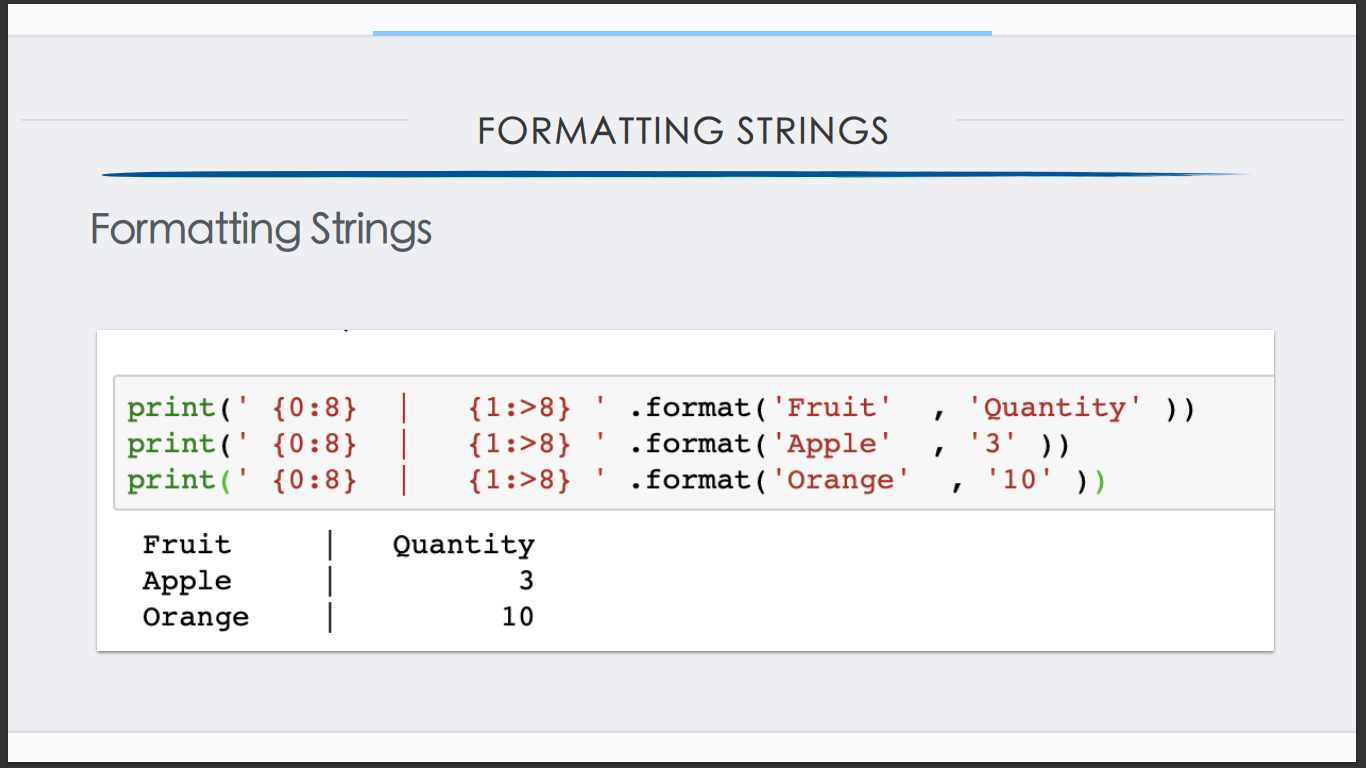 FORMATTING STRINGS
Formatting Strings
print(' {0:8}  |   {1:>8} ' .format('Fruit'  , 'Quantity' ))
print(' {0:8}  |   {1:>8} ' .format('Apple'  , '3' ))
print(' {0:8}  |   {1:>8} ' .format('Orange'  , '10' ))
Fruit     |   Quantity
Apple     |          3
Orange    |         10